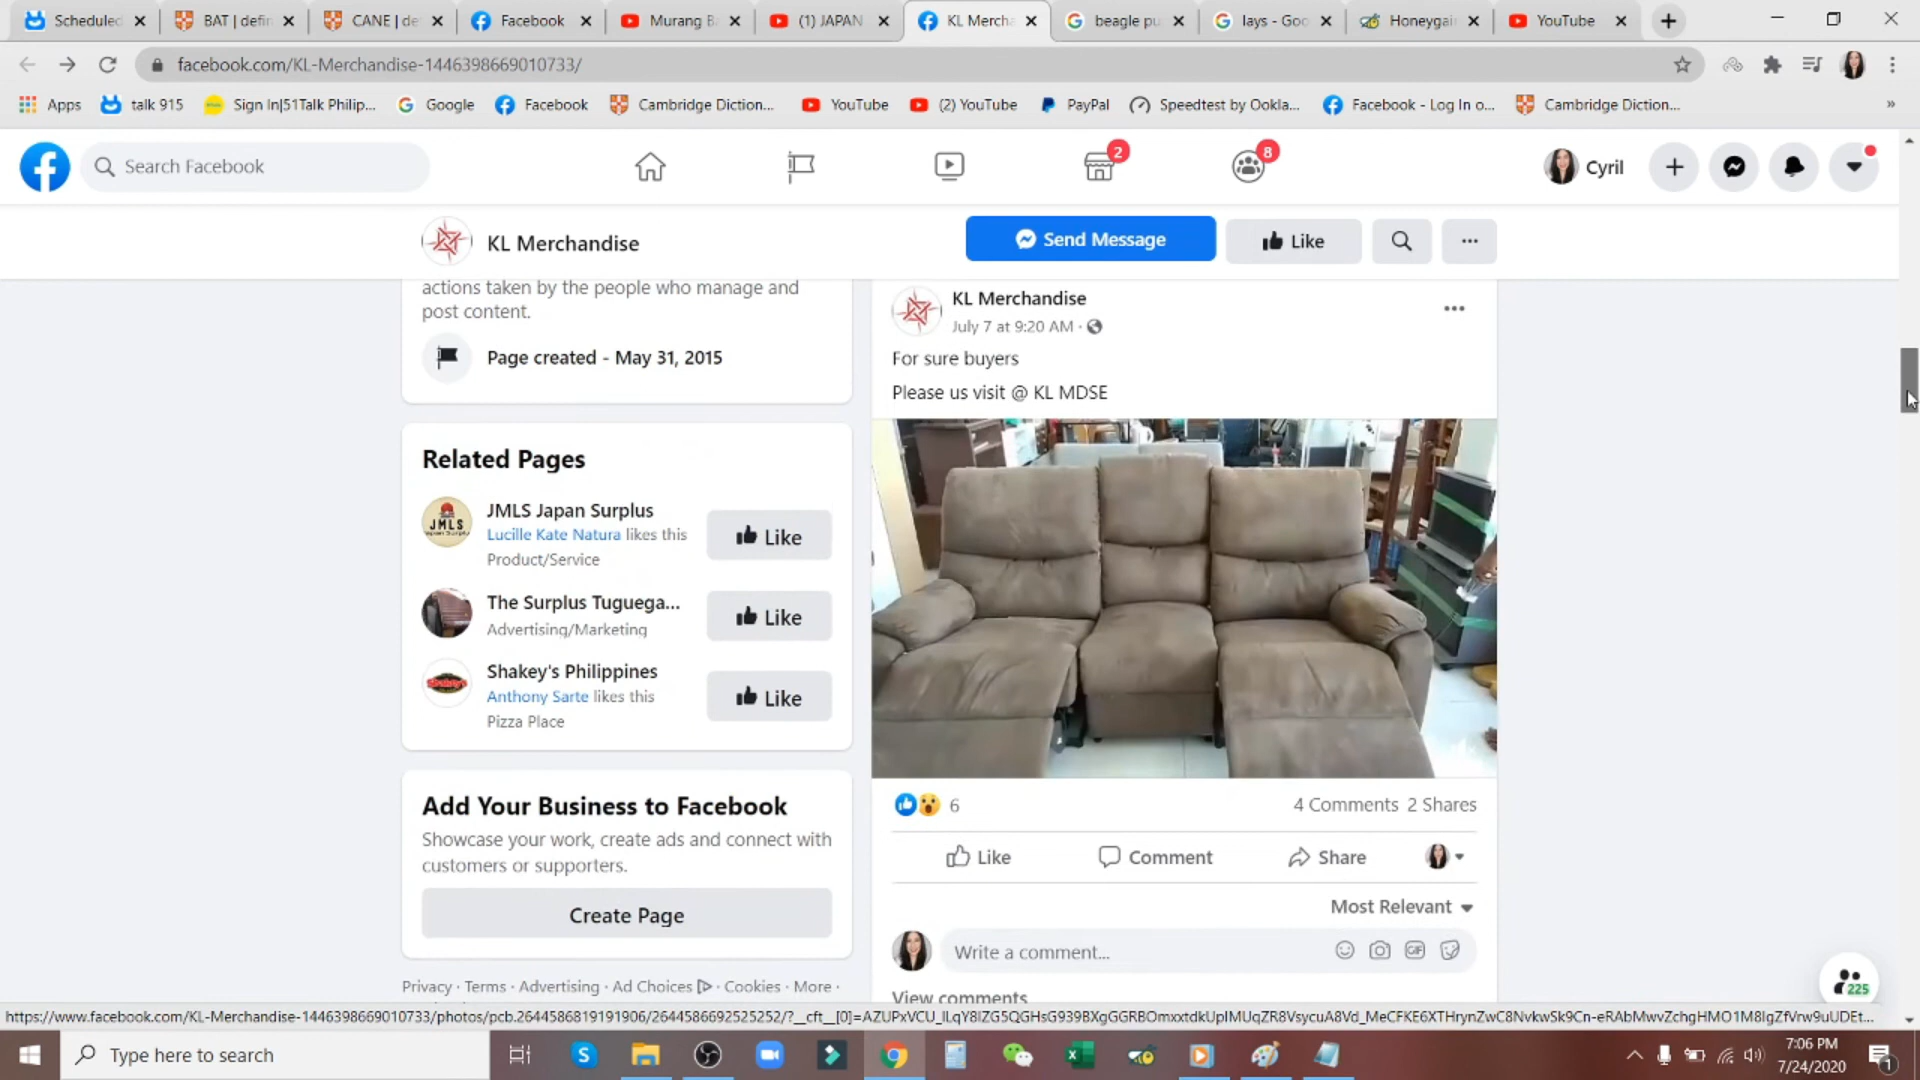 Scheduled
BAT | defin
CANE | de
Facebook
Murang B
(1) JAPAN
KL Mercha
beagle pu
lays - Goo
Honeygai
YouTube
facebook.com/KL-Merchandise-1446398669010733/
Apps
talk 915
Sign In|51Talk Philip...
Google
Facebook
Cambridge Diction...
YouTube
(2) YouTube
PayPal
Speedtest by Ookla...
Facebook - Log In o...
Cambridge Diction...
»
Search Facebook
2
8
Cyril
KL Merchandise
Send Message
Like
actions taken by the people who manage and
post content.
Page created - May 31, 2015
Related Pages
JMLS Japan Surplus
Lucille Kate Natura likes this
Product/Service
Like
The Surplus Tuguega...
Advertising/Marketing
Like
Shakey's Philippines
Anthony Sarte likes this
Pizza Place
Like
Add Your Business to Facebook
Showcase your work, create ads and connect with
customers or supporters.
Create Page
Privacy · Terms · Advertising · Ad Choices · Cookies · More ·
KL Merchandise
July 7 at 9:20 AM ·
For sure buyers
Please us visit @ KL MDSE
6
4 Comments 2 Shares
Like
Comment
Share
Most Relevant
Write a comment...
GIF
View comments
225
Type here to search
7:06 PM
7/24/2020
1